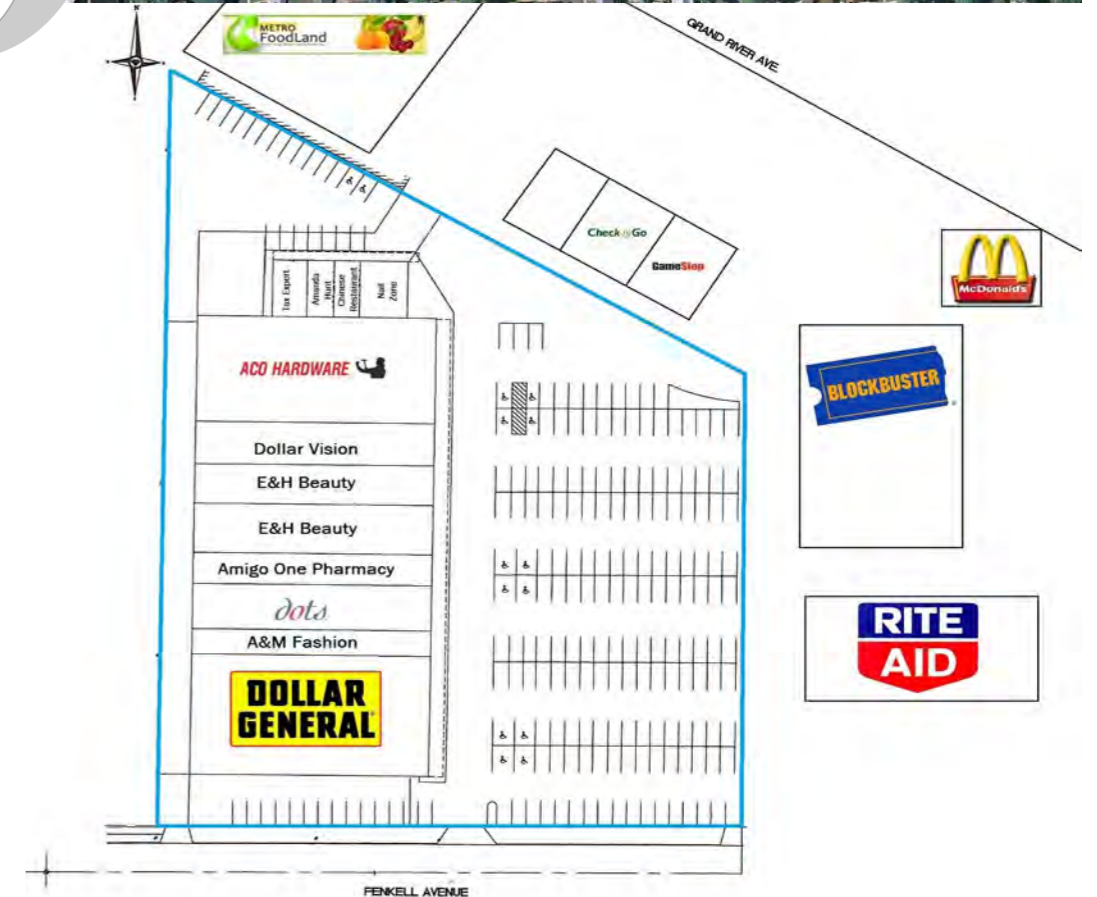 METRO
FoodLand
GRAND RIVER AVE.
N
Check 'n Go
GameStop
McDonald's
Tax Expert
Amanda
Hunt
Chinese
Restaurant
Nail
Zone
ACO HARDWARE
BLOCKBUSTER
Dollar Vision
E&H Beauty
E&H Beauty
Amigo One Pharmacy
dots
A&M Fashion
RITE
AID
DOLLAR
GENERAL
FENKELL AVENUE